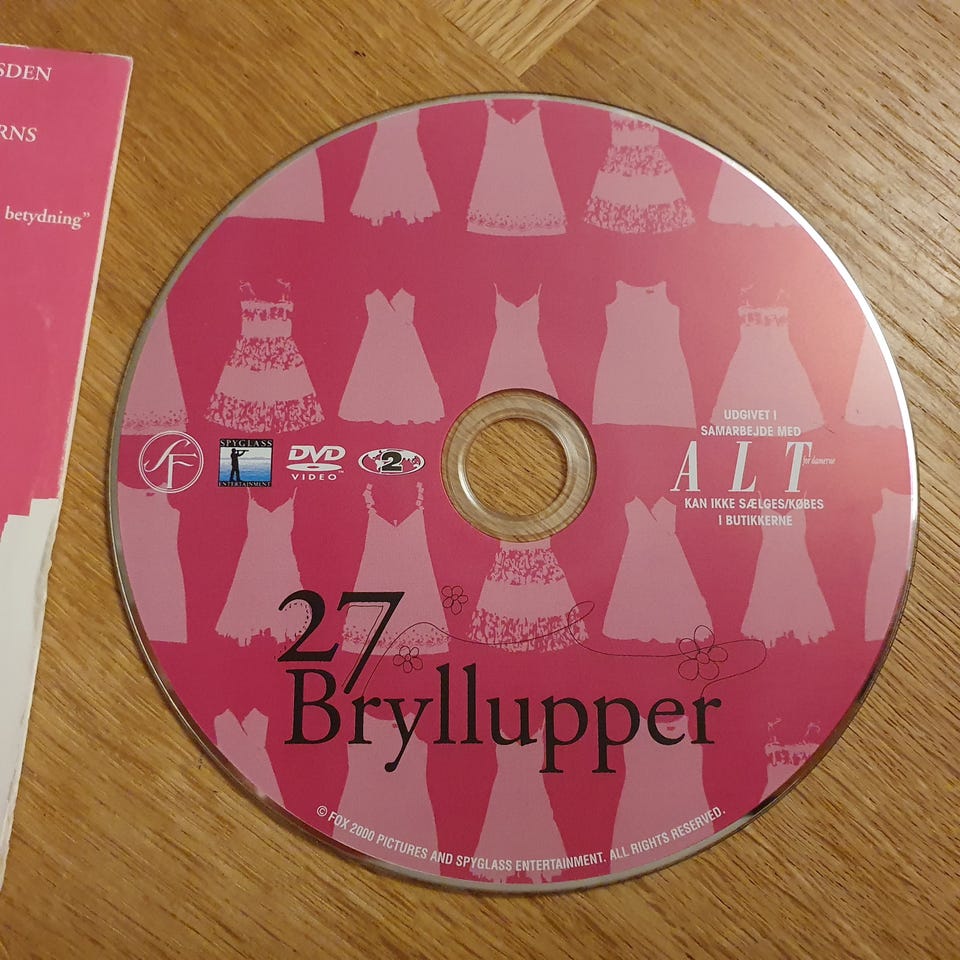 SDEN
RNS
betydning”
UDGIVET I
SAMARBEJDE MED
ALT for damerne
KAN IKKE SÆLGES/KØBES
I BUTIKKERNE
SF
SPYGLASS
ENTERTAINMENT
DVD
VIDEO™
2
27
Bryllupper
© FOX 2000 PICTURES AND SPYGLASS ENTERTAINMENT. ALL RIGHTS RESERVED.